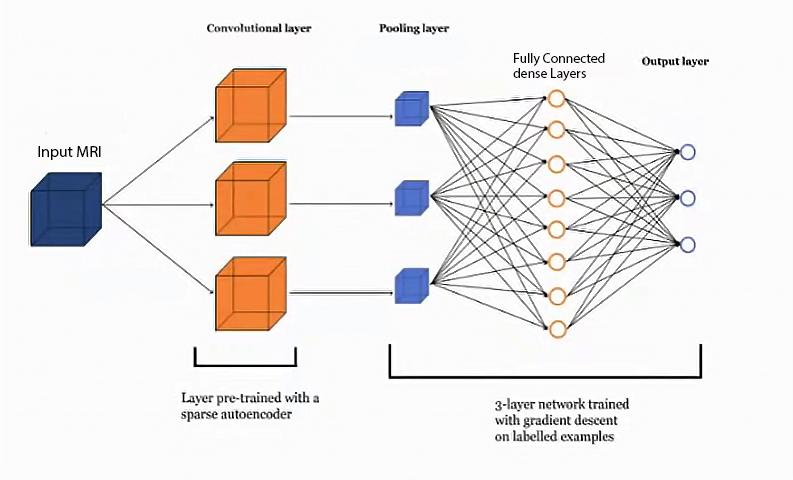 Convolutional layer
Pooling layer
Fully Connected
dense Layers
Output layer
Input MRI
Layer pre-trained with a
sparse autoencoder
3-layer network trained
with gradient descent
on labelled examples